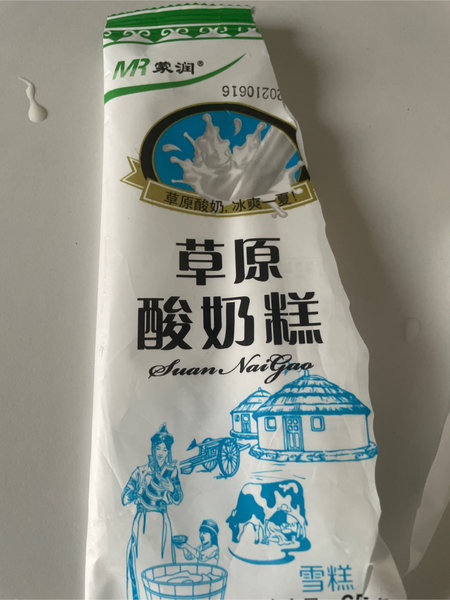 MR 蒙润®
20210616
草原酸奶,冰爽一夏!
草原
酸奶糕
Suan Nai Gao
雪糕